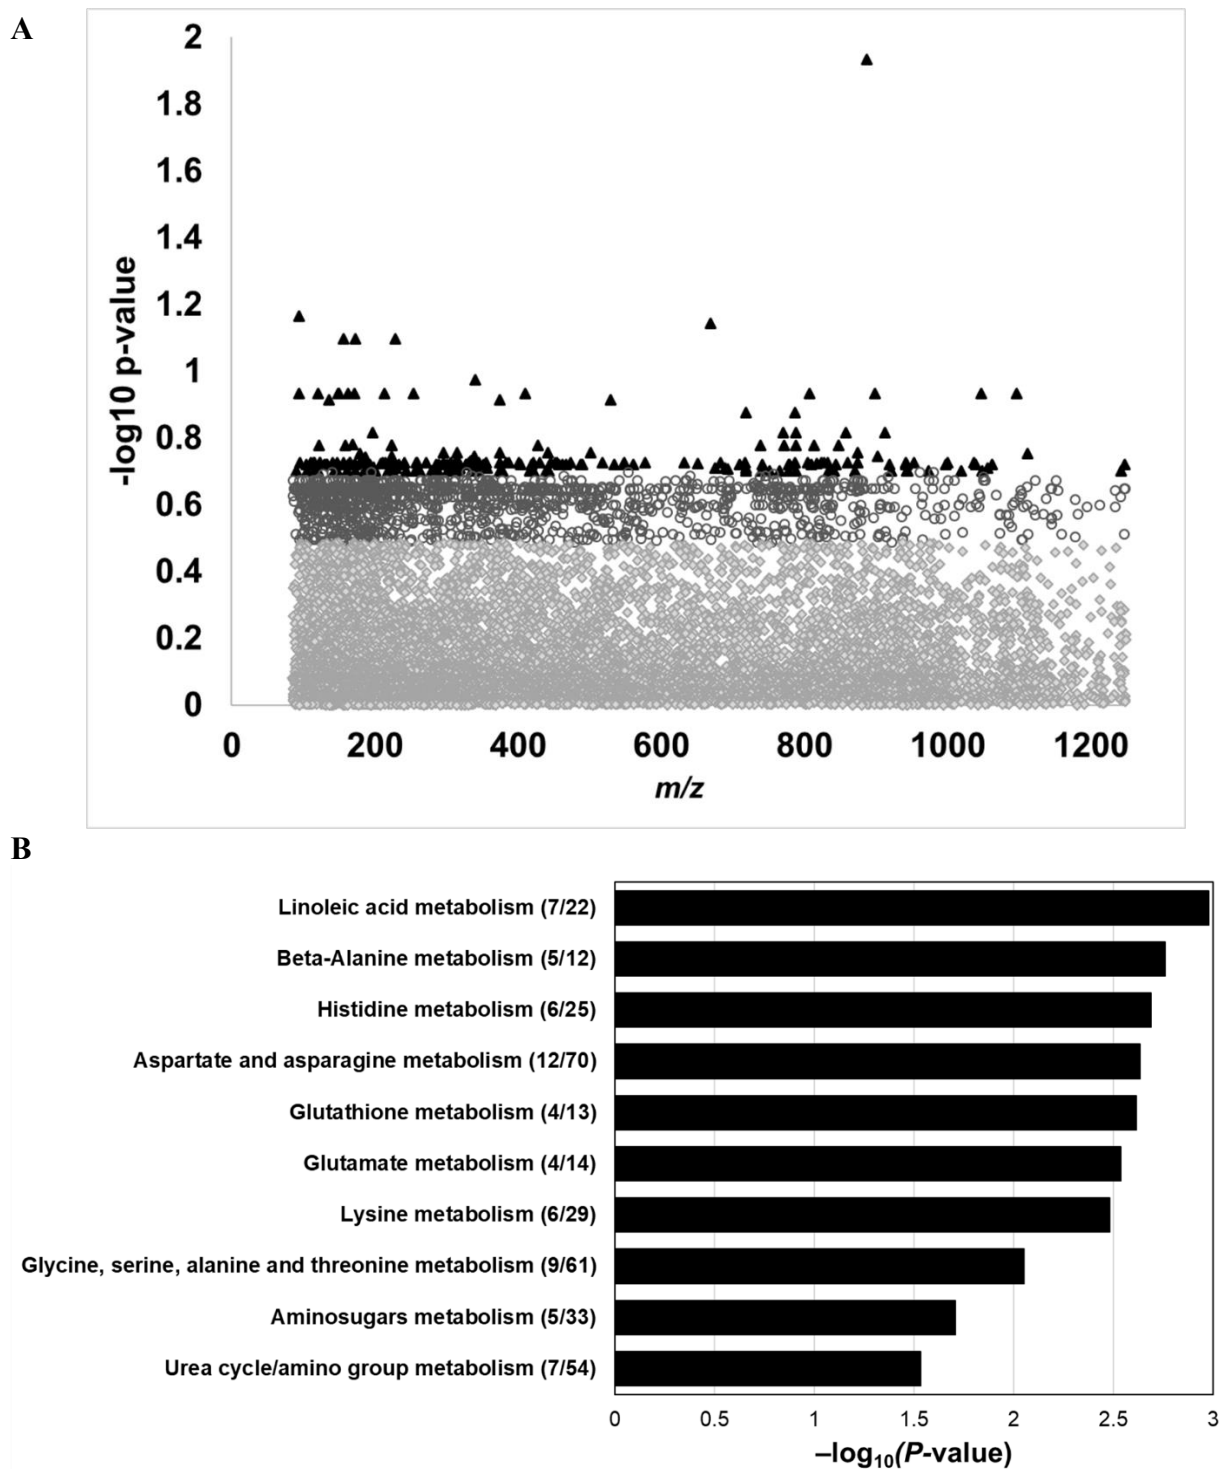 A
2
1.8
1.6
1.4
1.2
1
0.8
0.6
0.4
0.2
0
-log10 p-value
0 200 400 600 800 1000 1200
m/z
B
Linoleic acid metabolism (7/22)
Beta-Alanine metabolism (5/12)
Histidine metabolism (6/25)
Aspartate and asparagine metabolism (12/70)
Glutathione metabolism (4/13)
Glutamate metabolism (4/14)
Lysine metabolism (6/29)
Glycine, serine, alanine and threonine metabolism (9/61)
Aminosugars metabolism (5/33)
Urea cycle/amino group metabolism (7/54)
0 0.5 1 1.5 2 2.5 3
–log₁₀(P-value)